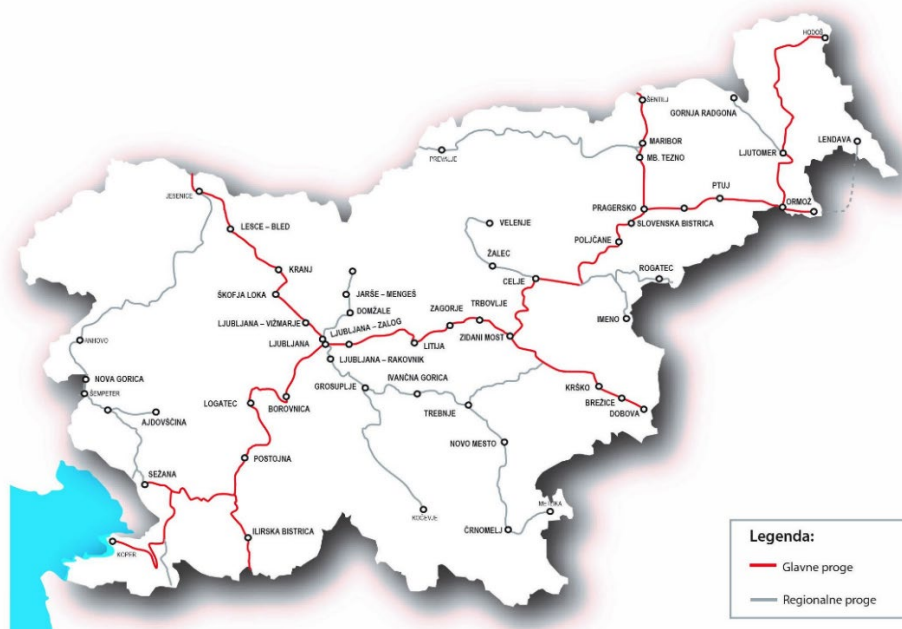 HODOŠ
ŠENTILJ
GORNJA RADGONA
LENDAVA
MARIBOR
LJUTOMER
PREVALJE
MB. TEZNO
PTUJ
JESENICE
ORMOŽ
PRAGERSKO
VELENJE
SLOVENSKA BISTRICA
LESCE – BLED
POLJČANE
ŽALEC
ROGATEC
KRANJ
CELJE
ŠKOFJA LOKA
JARŠE – MENGEŠ
DOMŽALE
ZAGORJE
TRBOVLJE
IMENO
LJUBLJANA – VIŽMARJE
LJUBLJANA – ZALOG
LJUBLJANA
LITIJA
ZIDANI MOST
LJUBLJANA – RAKOVNIK
NOVA GORICA
ŠEMPETER
GROSUPLJE
IVANČNA GORICA
KRŠKO
BREŽICE
DOBOVA
LOGATEC
BOROVNICA
AJDOVŠČINA
TREBNJE
NOVO MESTO
POSTOJNA
SEŽANA
METLIKA
KOČEVJE
ČRNOMELJ
ILIRSKA BISTRICA
KOPER
Legenda:
Glavne proge
Regionalne proge